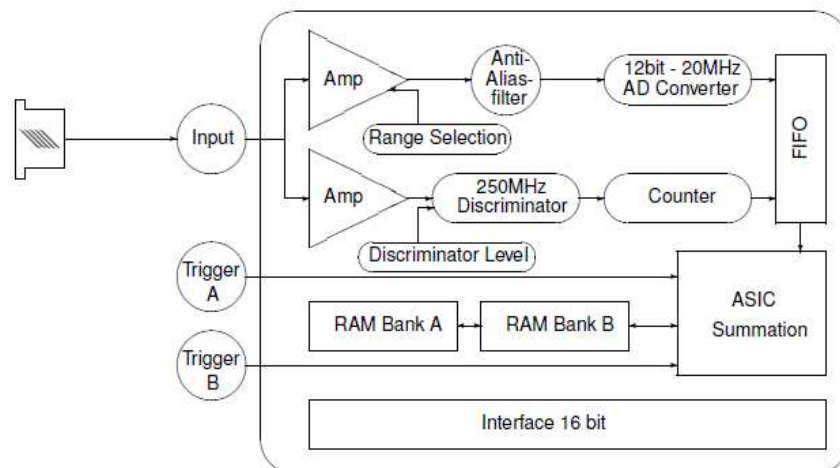 Amp
Anti-
Alias-
filter
12bit - 20MHz
AD Converter
FIFO
Input
Range Selection
Amp
250MHz
Discriminator
Counter
Discriminator Level
Trigger
A
ASIC
Summation
RAM Bank A
RAM Bank B
Trigger
B
Interface 16 bit